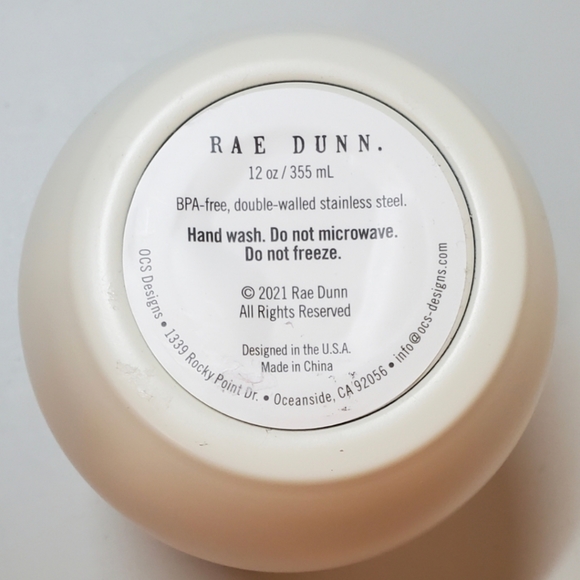 RAE DUNN.
12 oz / 355 mL
BPA-free, double-walled stainless steel.
Hand wash. Do not microwave.
Do not freeze.
© 2021 Rae Dunn
All Rights Reserved
Designed in the U.S.A.
Made in China
OCS Designs • 1339 Rocky Point Dr. • Oceanside, CA 92056 • info@ocs-designs.com